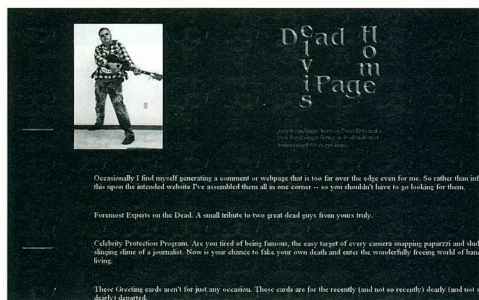 Dead Elvis Home Page
Occasionally I find myself generating a comment or webpage that is too far over the edge even for me. So rather than
this upon the intended website I've assembled them all in one corner -- so you shouldn't have to go looking for them.
Foremost Experts on the Dead. A small tribute to two great dead guys from yours truly.
Celebrity Protection Program. Are you tired of being famous, the easy target of every camera snapping paparzzi and
slinging slime of a journalist. Now is your chance to fake your own death and enter the wonderfully freeing world of
living.
These Greeting cards aren't for just any occasion. These cards are for the recently (and not so recently) dearly (and not
dearly) departed.